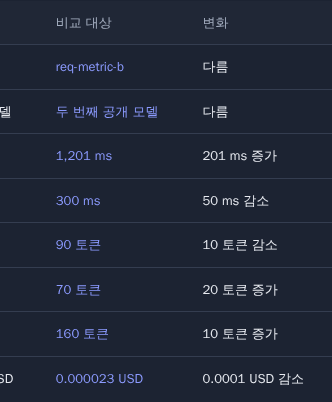 비교 대상 변화
req-metric-b 다름
델 두 번째 공개 모델 다름
1,201 ms 201 ms 증가
300 ms 50 ms 감소
90 토큰 10 토큰 감소
70 토큰 20 토큰 증가
160 토큰 10 토큰 증가
SD 0.000023 USD 0.0001 USD 감소